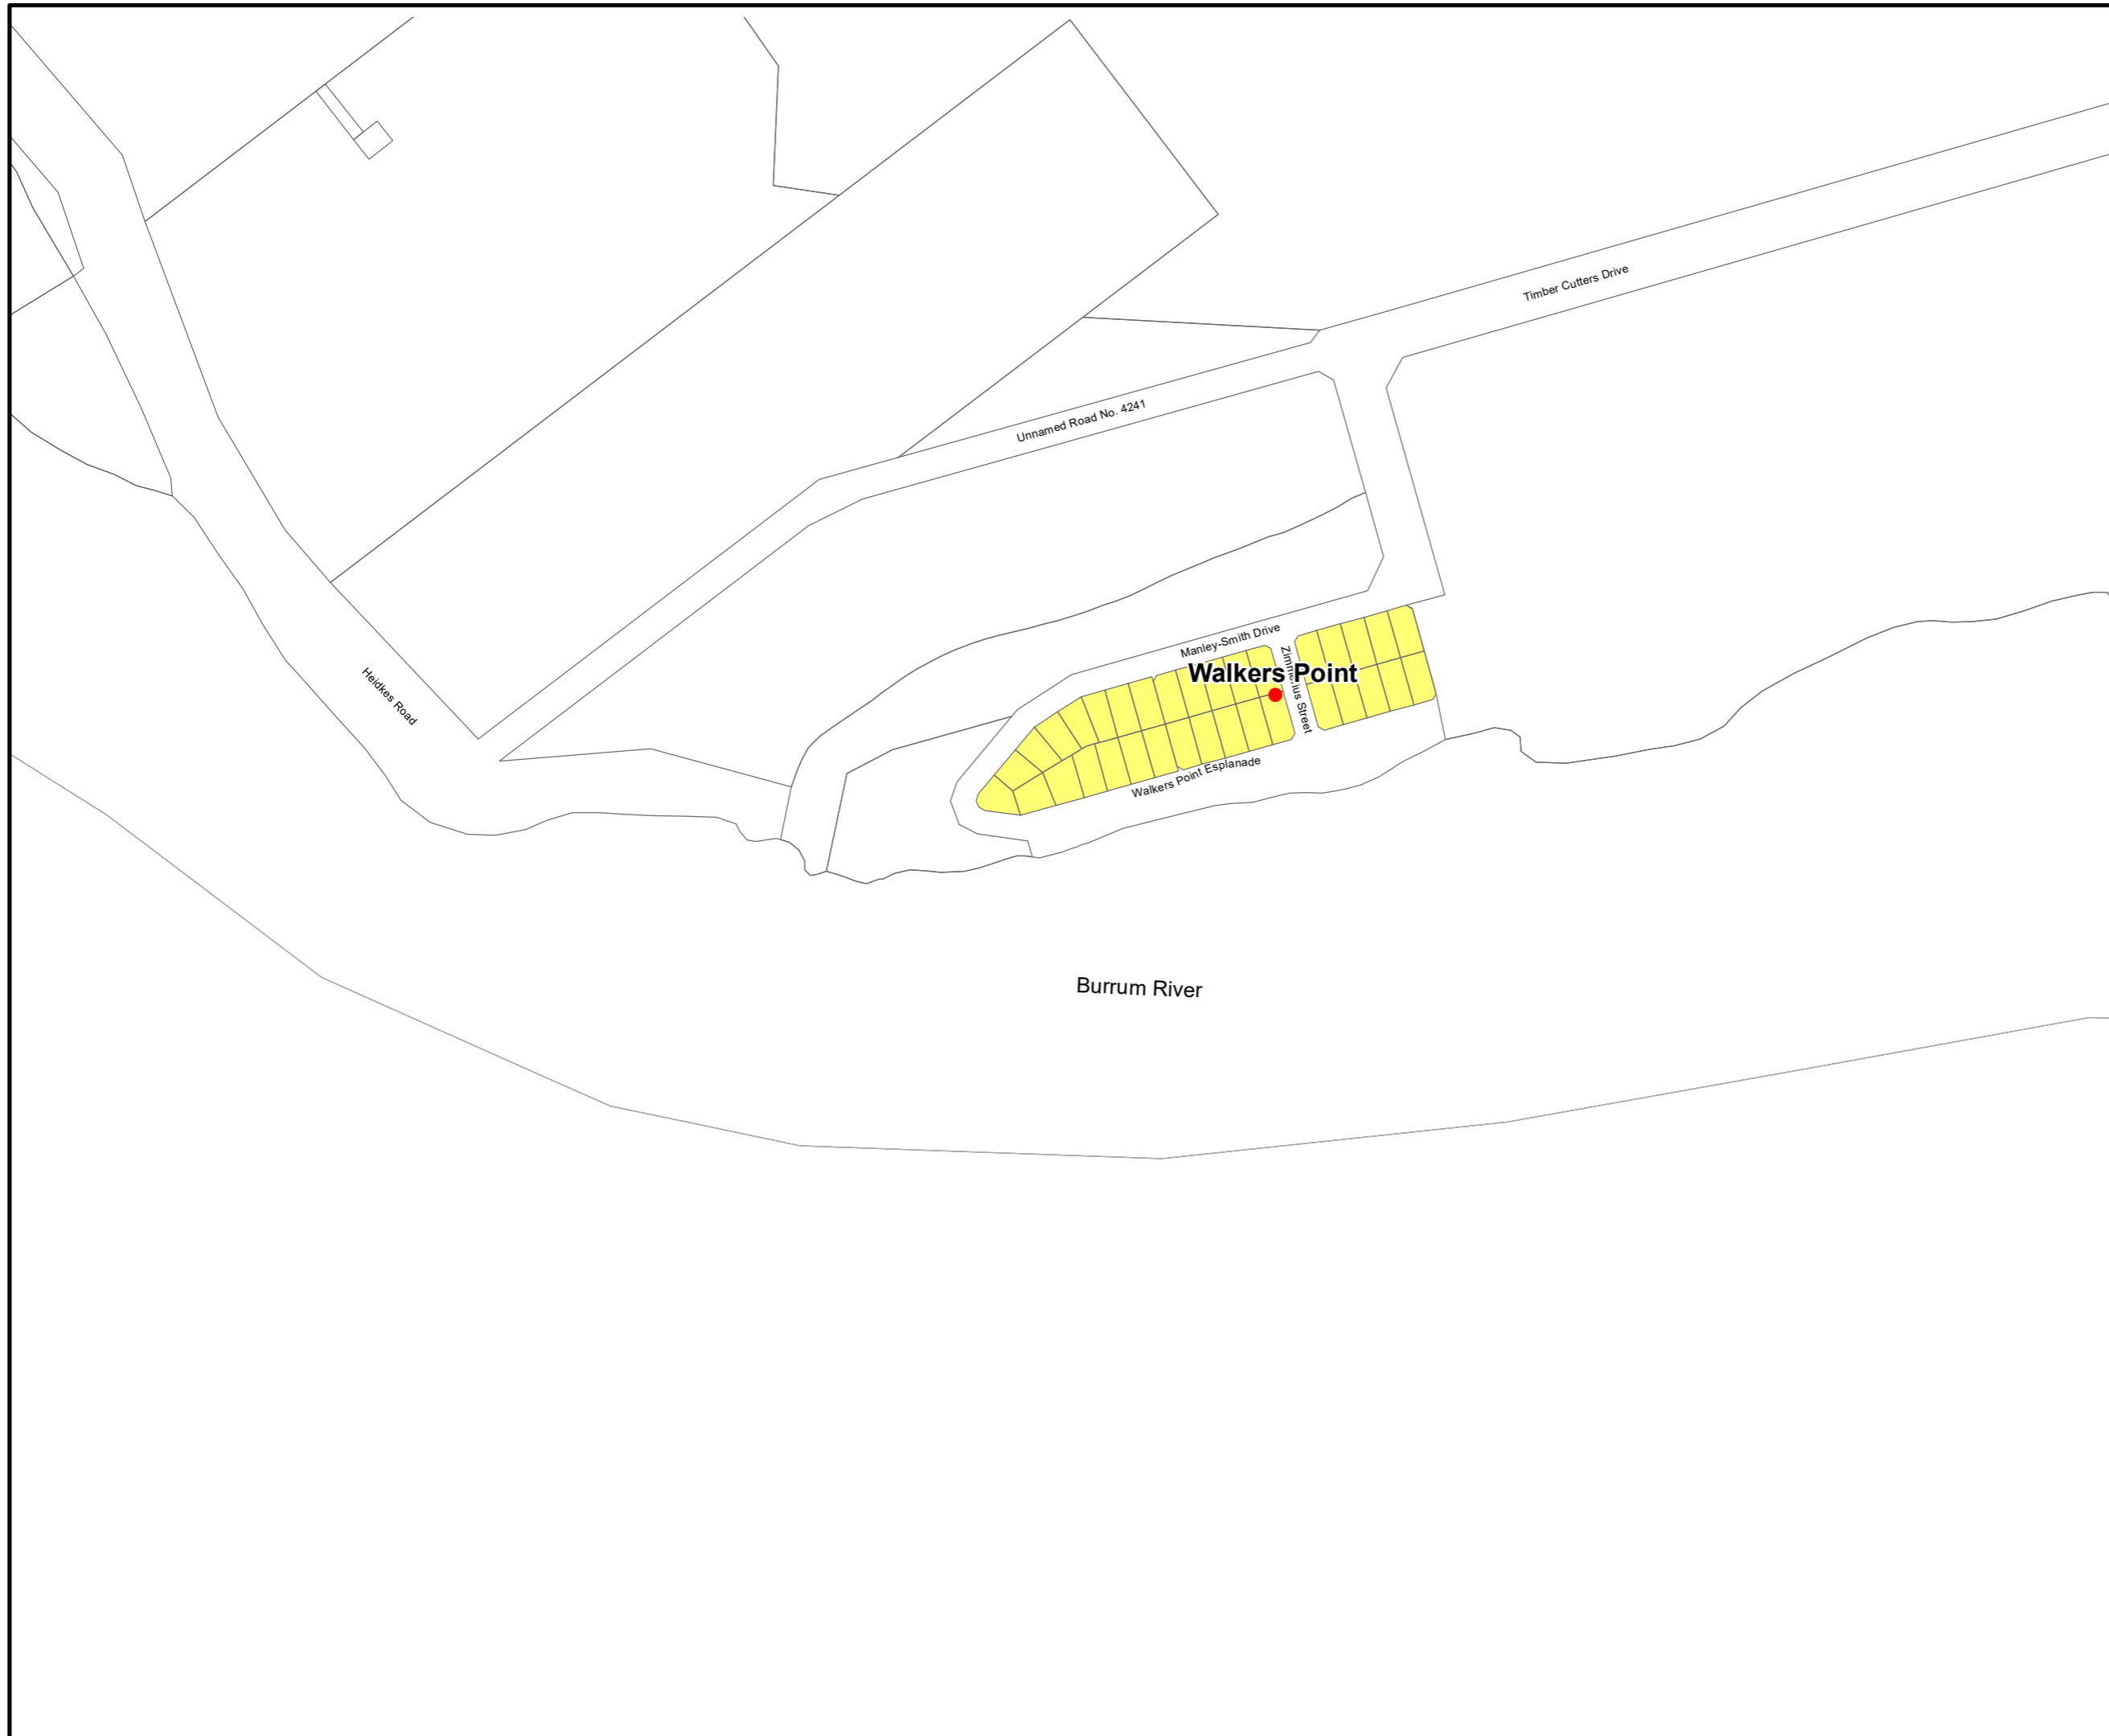 Timber Cutters Drive
Unnamed Road No. 4241
Manley-Smith Drive
Walkers Point
Street
Heidkes Road
Walkers Point Esplanade
Burrum River